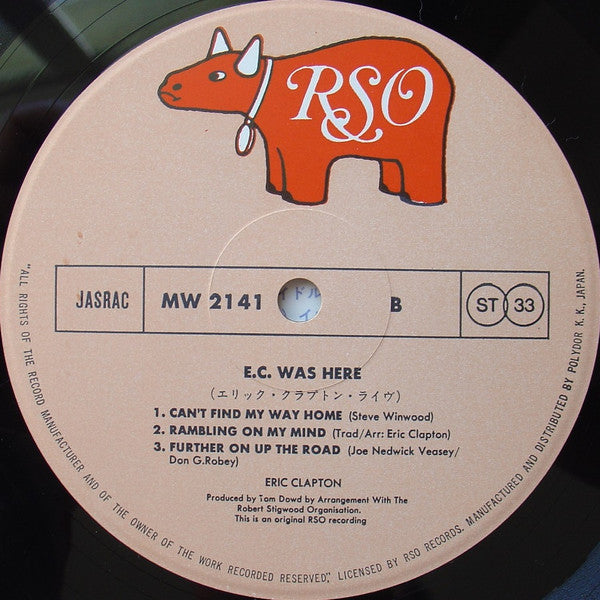 RSO
JASRAC
MW 2141
B
ST 33
E.C. WAS HERE
(エリック・クラプトン・ライヴ)
1. CAN'T FIND MY WAY HOME (Steve Winwood)
2. RAMBLING ON MY MIND (Trad/Arr: Eric Clapton)
3. FURTHER ON UP THE ROAD (Joe Nedwick Veasey/
Don G.Robey)
ERIC CLAPTON
Produced by Tom Dowd by Arrangement With The
Robert Stigwood Organisation.
This is an original RSO recording
"ALL RIGHTS OF THE RECORD MANUFACTURER AND OF THE OWNER OF THE WORK RECORDED RESERVED," LICENSED BY RSO RECORDS. MANUFACTURED AND DISTRIBUTED BY POLYDOR K. K., JAPAN.